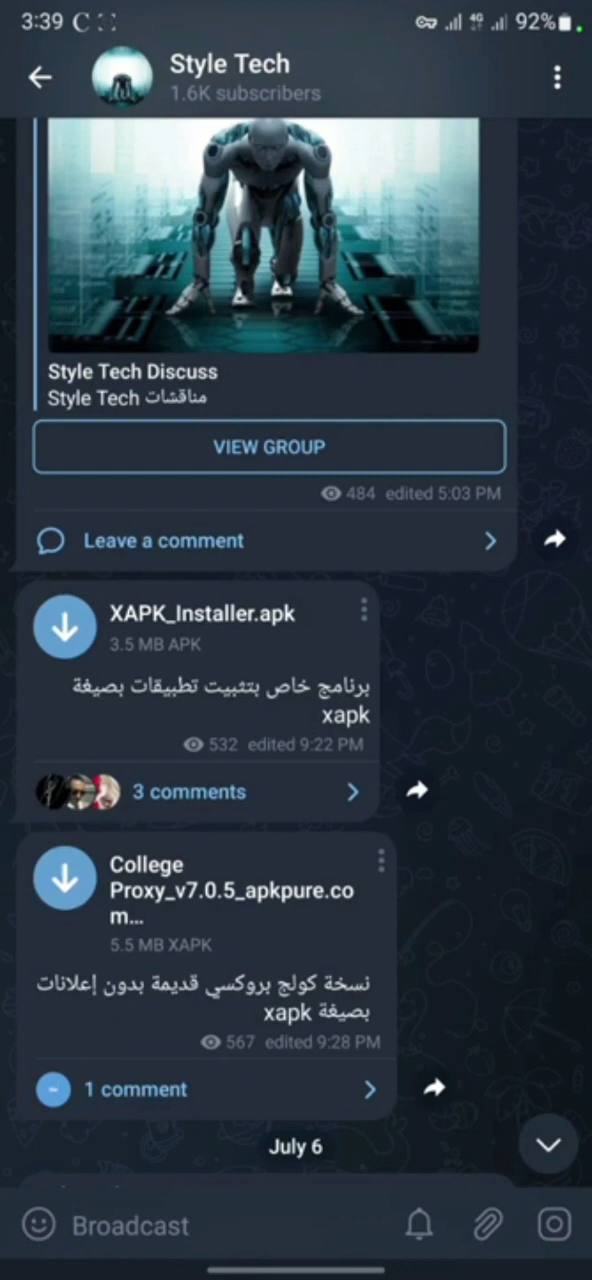 3:39
4G
92%
Style Tech
1.6K subscribers
Style Tech Discuss
مناقشات Style Tech
VIEW GROUP
484 edited 5:03 PM
Leave a comment
XAPK_Installer.apk
3.5 MB APK
برنامج خاص بتثبيت تطبيقات بصيغة
xapk
532 edited 9:22 PM
3 comments
College
Proxy_v7.0.5_apkpure.co
m...
5.5 MB XAPK
نسخة كولج بروكسي قديمة بدون إعلانات
بصيغة xapk
567 edited 9:28 PM
1 comment
July 6
Broadcast